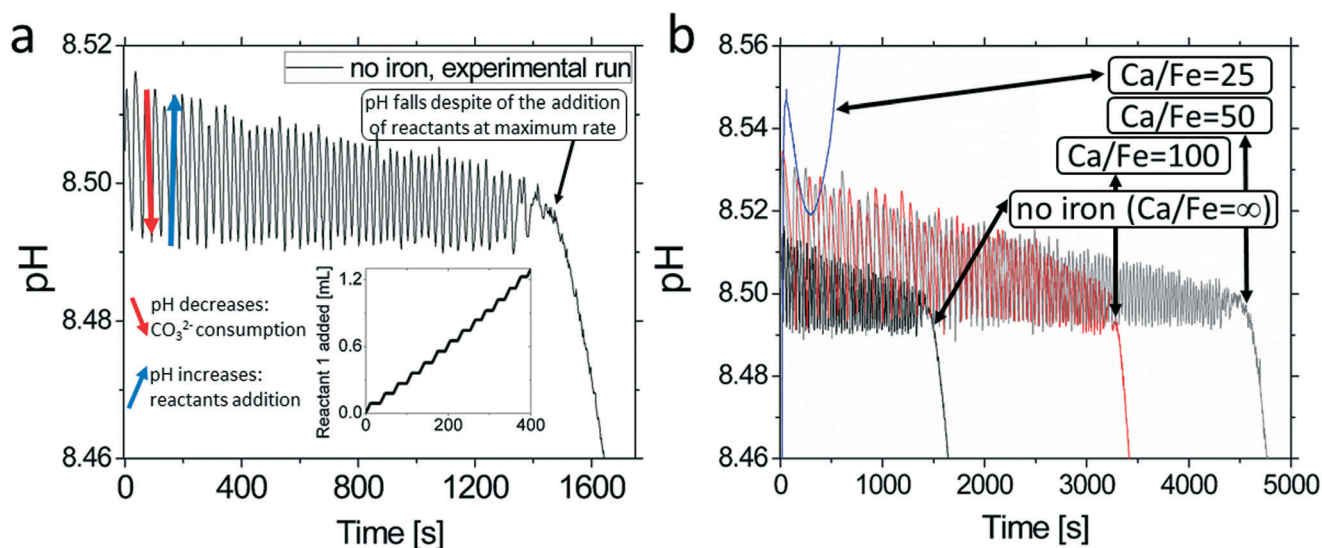 a
8.52
8.50
8.48
8.46
pH
no iron, experimental run
pH falls despite of the addition
of reactants at maximum rate
pH decreases:
CO₃²⁻ consumption
pH increases:
reactants addition
Reactant 1 added [mL]
1.2
0.6
0.0
0
200
400
0
400
800
1200
1600
Time [s]
b
8.56
8.54
8.52
8.50
8.48
8.46
pH
Ca/Fe=25
Ca/Fe=50
Ca/Fe=100
no iron (Ca/Fe=∞)
0
1000
2000
3000
4000
5000
Time [s]